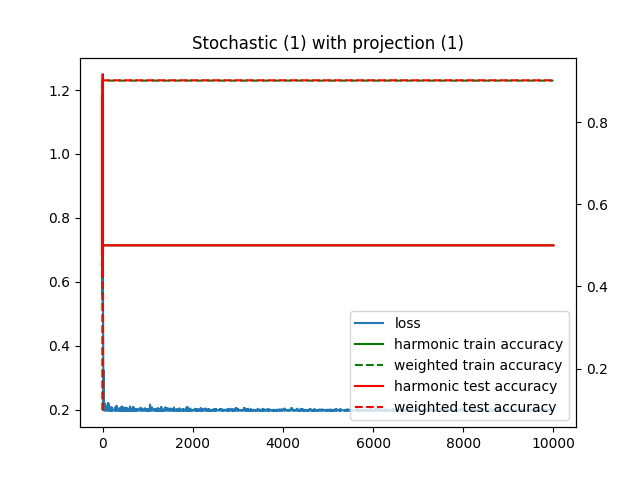 Stochastic (1) with projection (1)
1.2
1.0
0.8
0.6
0.4
0.2
0.8
0.6
0.4
0.2
loss
harmonic train accuracy
weighted train accuracy
harmonic test accuracy
weighted test accuracy
0 2000 4000 6000 8000 10000